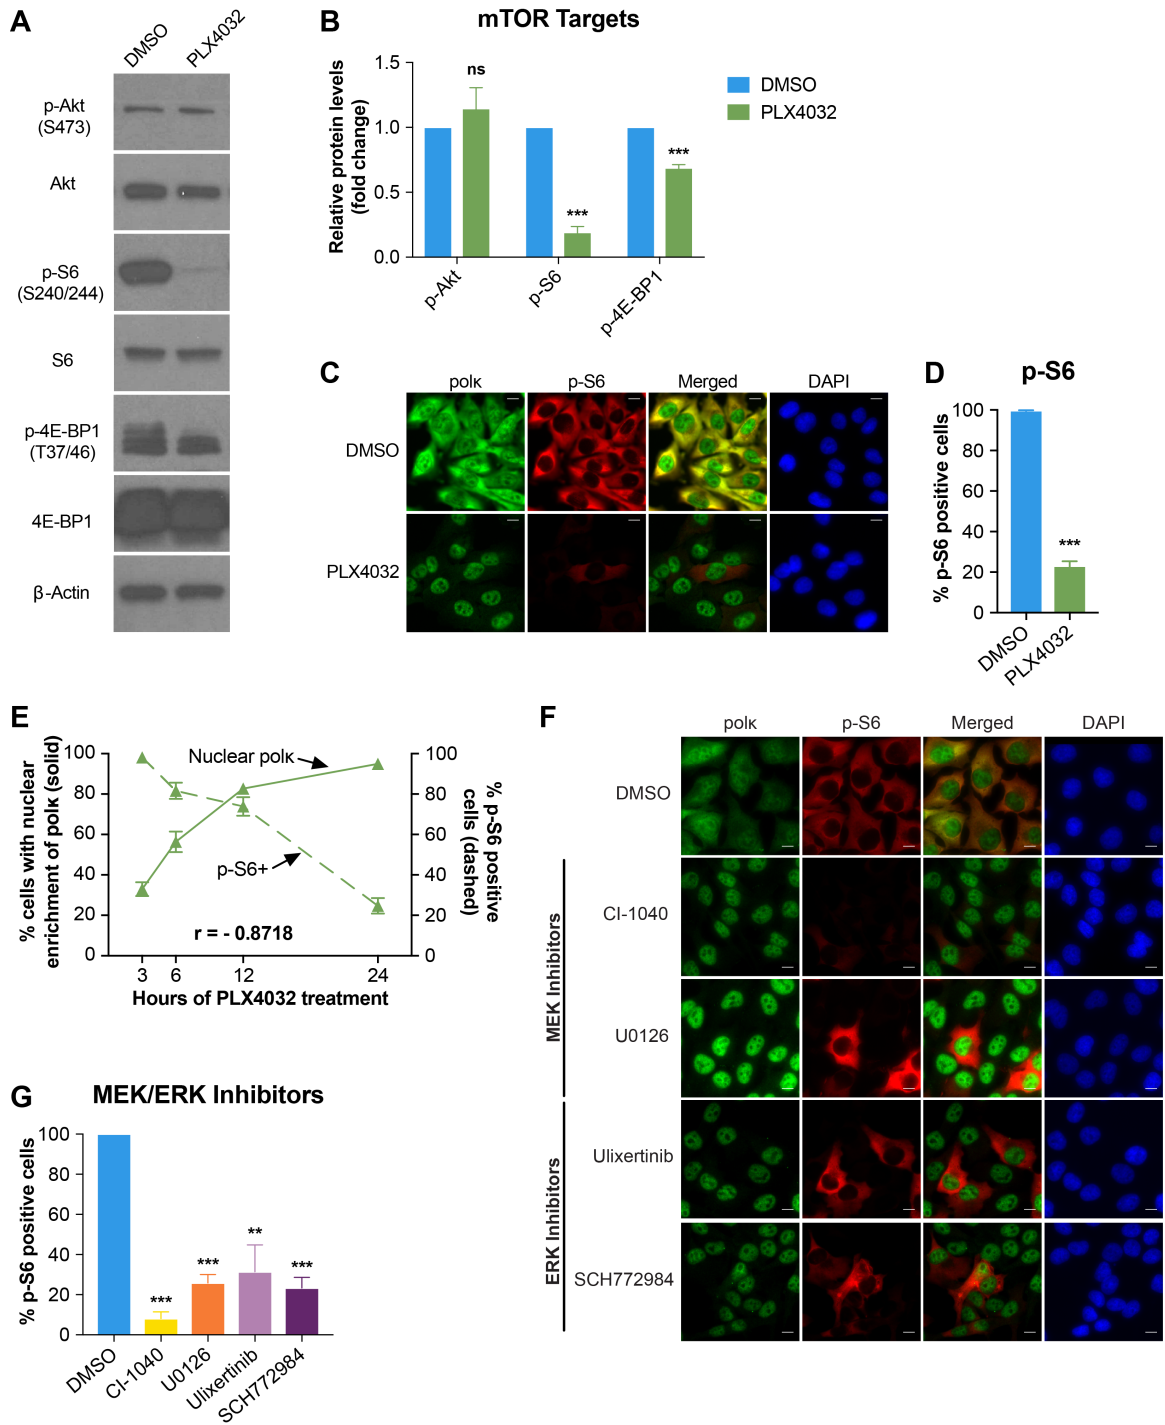 A
DMSO
PLX4032
p-Akt
(S473)
Akt
p-S6
(S240/244)
S6
p-4E-BP1
(T37/46)
4E-BP1
β-Actin
B
mTOR Targets
Relative protein levels
(fold change)
1.5
1.0
0.5
0.0
ns
***
***
p-Akt
p-S6
p-4E-BP1
DMSO
PLX4032
C
polκ
p-S6
Merged
DAPI
DMSO
PLX4032
D
p-S6
% p-S6 positive cells
100
80
60
40
20
0
***
DMSO
PLX4032
E
% cells with nuclear
enrichment of polκ (solid)
100
80
60
40
20
0
Nuclear polκ
p-S6+
r = - 0.8718
100
80
60
40
20
0
% p-S6 positive
cells (dashed)
3
6
12
24
Hours of PLX4032 treatment
F
polκ
p-S6
Merged
DAPI
DMSO
MEK Inhibitors
CI-1040
U0126
ERK Inhibitors
Ulixertinib
SCH772984
G
MEK/ERK Inhibitors
% p-S6 positive cells
100
80
60
40
20
0
***
***
**
***
DMSO
CI-1040
U0126
Ulixertinib
SCH772984